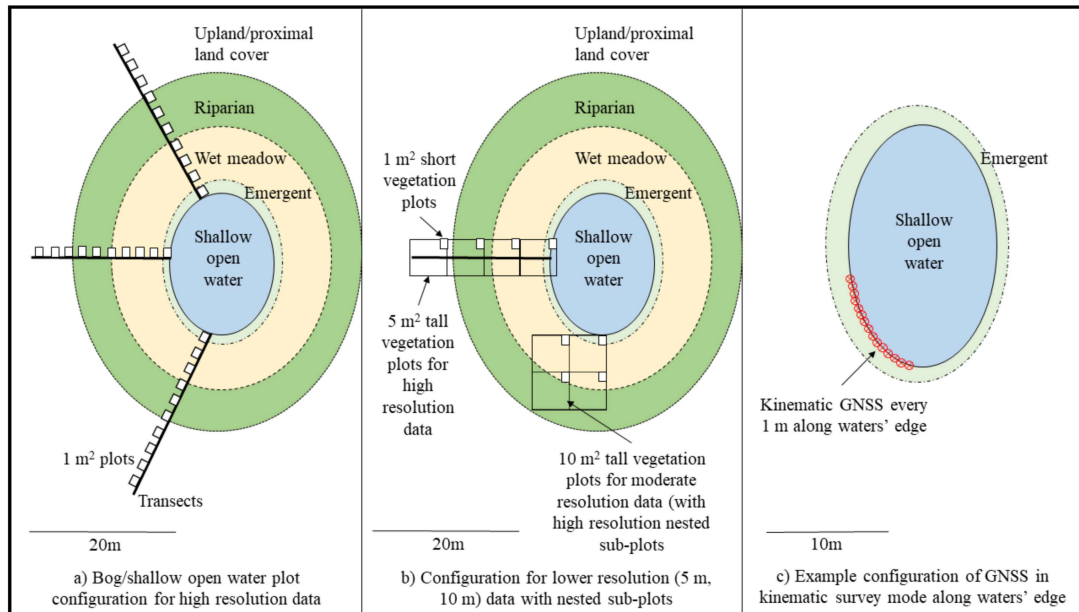 Upland/proximal
land cover
Riparian
Wet meadow
Emergent
Shallow
open
water
1 m² plots
Transects
20m
a) Bog/shallow open water plot
configuration for high resolution data
Upland/proximal
land cover
Riparian
1 m² short
vegetation
plots
Wet meadow
Emergent
Shallow
open
water
5 m² tall
vegetation
plots for
high
resolution
data
10 m² tall vegetation
plots for moderate
resolution data (with
high resolution nested
sub-plots
20m
b) Configuration for lower resolution (5 m,
10 m) data with nested sub-plots
Emergent
Shallow
open
water
Kinematic GNSS every
1 m along waters’ edge
10m
c) Example configuration of GNSS in
kinematic survey mode along waters’ edge